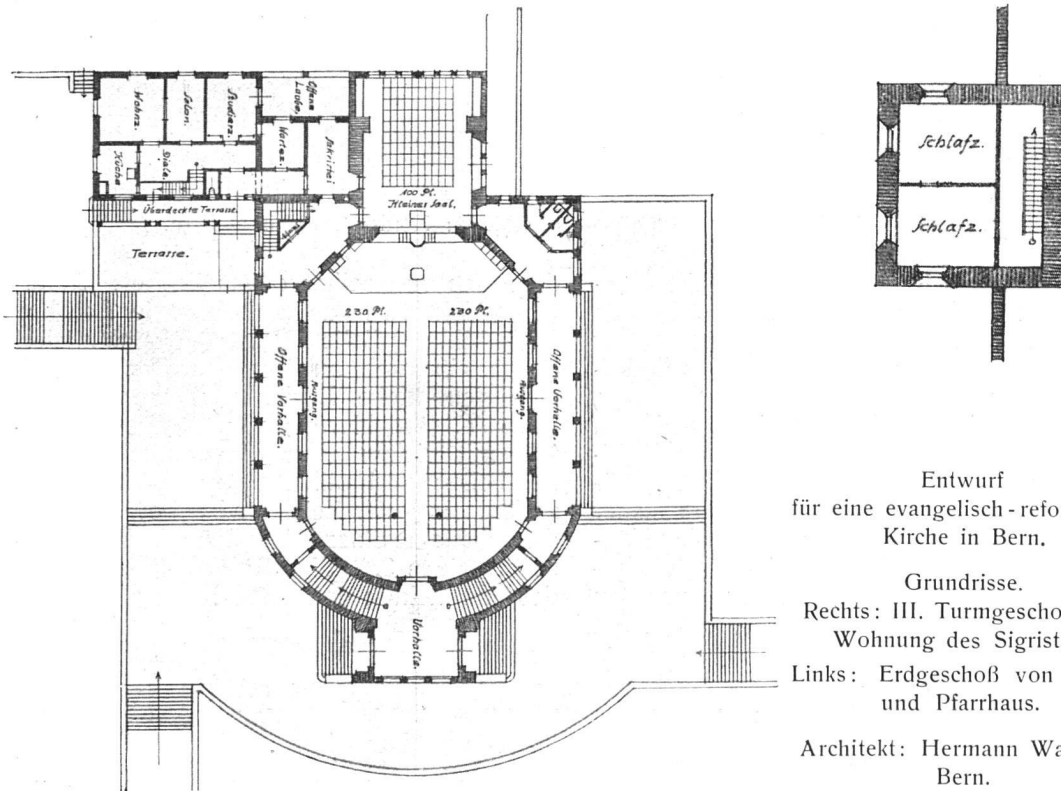 Wohnz.
Salon.
Studierz.
Offene
Laube.
Küche
Diele.
Wartez.
Sakristei
100 Pl.
Kleiner Saal.
Überdeckte Terrasse.
Terrasse.
230 Pl.
230 Pl.
Offene Vorhalle.
Ausgang.
Ausgang.
Offene Vorhalle.
Vorhalle.
Schlafz.
Schlafz.
Entwurf
für eine evangelisch-refo
Kirche in Bern.
Grundrisse.
Rechts: III. Turmgescho
Wohnung des Sigrist
Links: Erdgeschoß von
und Pfarrhaus.
Architekt: Hermann Wa
Bern.